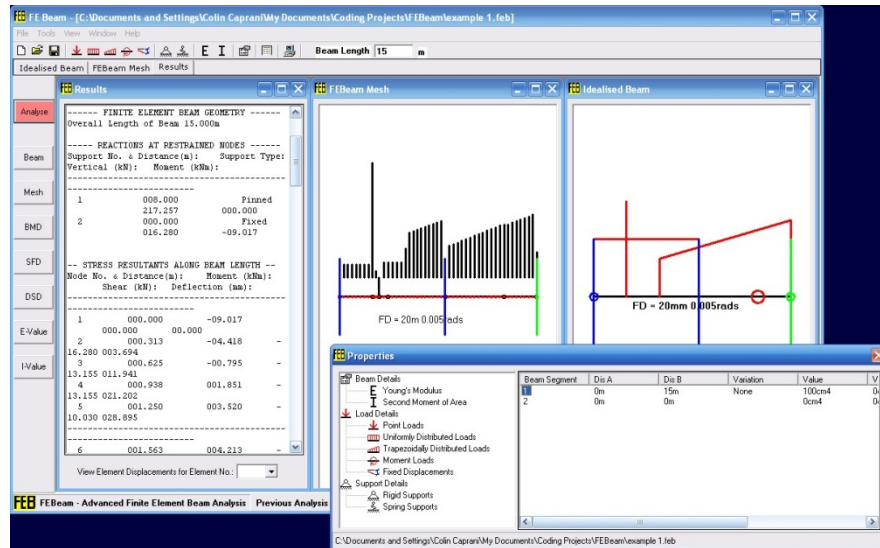 FE Beam - [C:\Documents and Settings\Colin Caprani\My Documents\Coding Projects\FEBeam\example 1.feb]
File Tools View Window Help
E I Beam Length 15 m
Idealised Beam FEBeam Mesh Results
FEB Results
FEB FEBeam Mesh
FEB Idealised Beam
Analyse
Beam
Mesh
BMD
SFD
DSD
E-Value
I-Value
------ FINITE ELEMENT BEAM GEOMETRY ------
Overall Length of Beam 15.000m
----- REACTIONS AT RESTRAINED NODES ------
Support No. & Distance(m): Support Type:
Vertical (kN): Moment (kNm):
1 008.000 Pinned
217.257 000.000
2 000.000 Fixed
016.280 -09.017
-- STRESS RESULTANTS ALONG BEAM LENGTH --
Node No. & Distance(m): Moment (kNm):
Shear (kN): Deflection (mm):
1 000.000 -09.017
000.000 00.000
2 000.313 -04.418 -
16.280 003.694
3 000.625 -00.795 -
13.155 011.941
4 000.938 001.851 -
13.155 021.202
5 001.250 003.520 -
10.030 028.895
6 001.563 004.213 -
View Element Displacements for Element No.:
FD = 20m 0.005rads
FD = 20mm 0.005rads
FEB FEBeam - Advanced Finite Element Beam Analysis Previous Analysis
FEB Properties
Beam Details
E Young's Modulus
I Second Moment of Area
Load Details
Point Loads
Uniformly Distributed Loads
Trapezoidally Distributed Loads
Moment Loads
Fixed Displacements
Support Details
Rigid Supports
Spring Supports
Beam Segment Dis A Dis B Variation Value V
1 0m 15m None 100cm4
2 0m 0m 0cm4
C:\Documents and Settings\Colin Caprani\My Documents\Coding Projects\FEBeam\example 1.feb